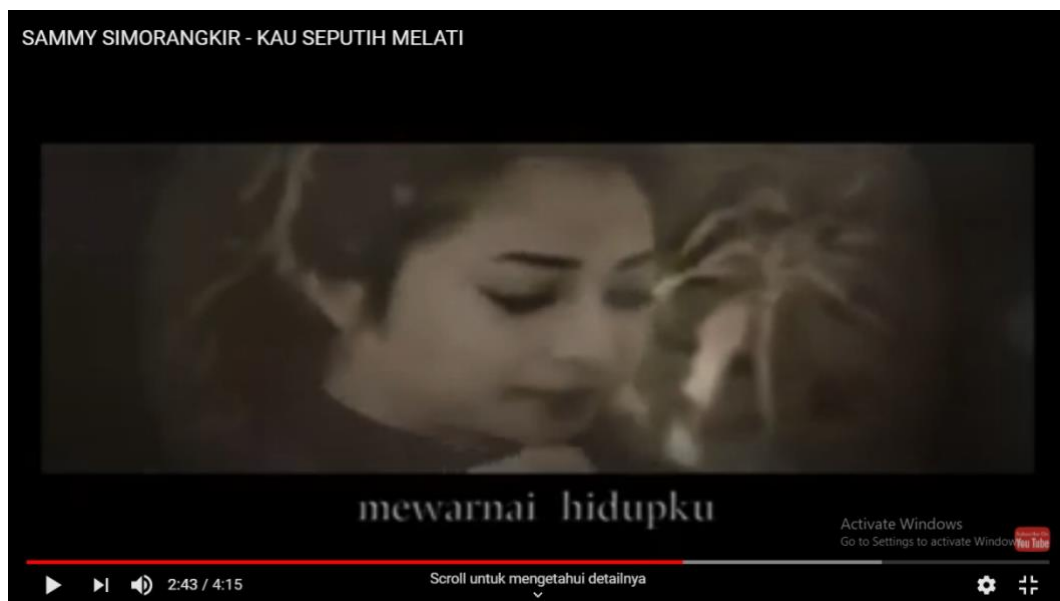 SAMMY SIMORANGKIR - KAU SEPUTIH MELATI
mewarnai hidupku
Activate Windows
Go to Settings to activate Window
You Tube
2:43 / 4:15
Scroll untuk mengetahui detailnya